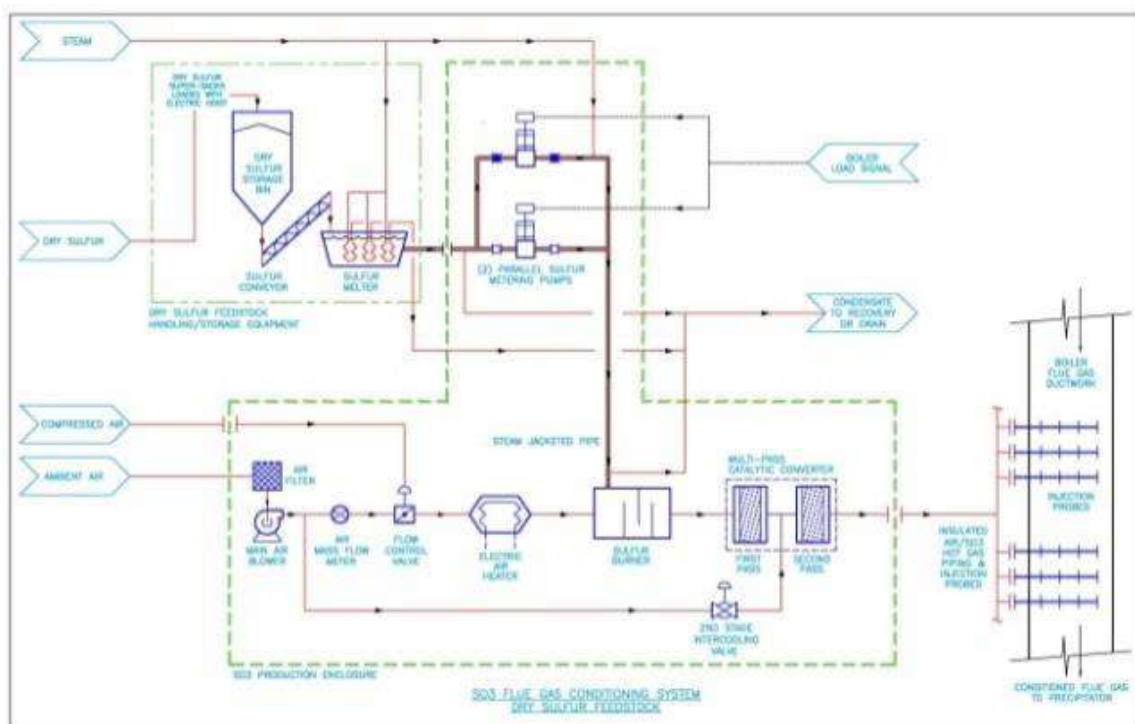 STEAM
DRY SULFUR
SUPER-SACKS
LOADED WITH
ELECTRIC HOIST
DRY
SULFUR
STORAGE
BIN
BOILER
LOAD SIGNAL
DRY SULFUR
SULFUR
CONVEYOR
SULFUR
MELTER
(2) PARALLEL SULFUR
METERING PUMPS
DRY SULFUR FEEDSTOCK
HANDLING/STORAGE EQUIPMENT
CONDENSATE
TO RECOVERY
OR DRAIN
BOILER
FLUE GAS
DUCTWORK
COMPRESSED AIR
STEAM JACKETED PIPE
AMBIENT AIR
AIR
FILTER
MULTI-PASS
CATALYTIC CONVERTER
INJECTION
PROBES
MAIN AIR
BLOWER
AIR
MASS FLOW
METER
FLOW
CONTROL
VALVE
ELECTRIC
AIR
HEATER
SULFUR
BURNER
FIRST
PASS
SECOND
PASS
INSULATED
AIR/SO3
HOT GAS
PIPING &
INJECTION
PROBES
2ND STAGE
INTERCOOLING
VALVE
SO3 PRODUCTION ENCLOSURE
SO3 FLUE GAS CONDITIONING SYSTEM
DRY SULFUR FEEDSTOCK
CONDITIONED FLUE GAS
TO PRECIPITATOR